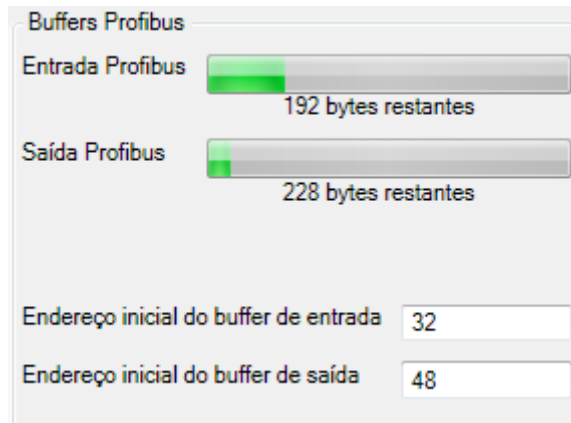 Buffers Profibus
Entrada Profibus
192 bytes restantes
Saída Profibus
228 bytes restantes
Endereço inicial do buffer de entrada 32
Endereço inicial do buffer de saída 48